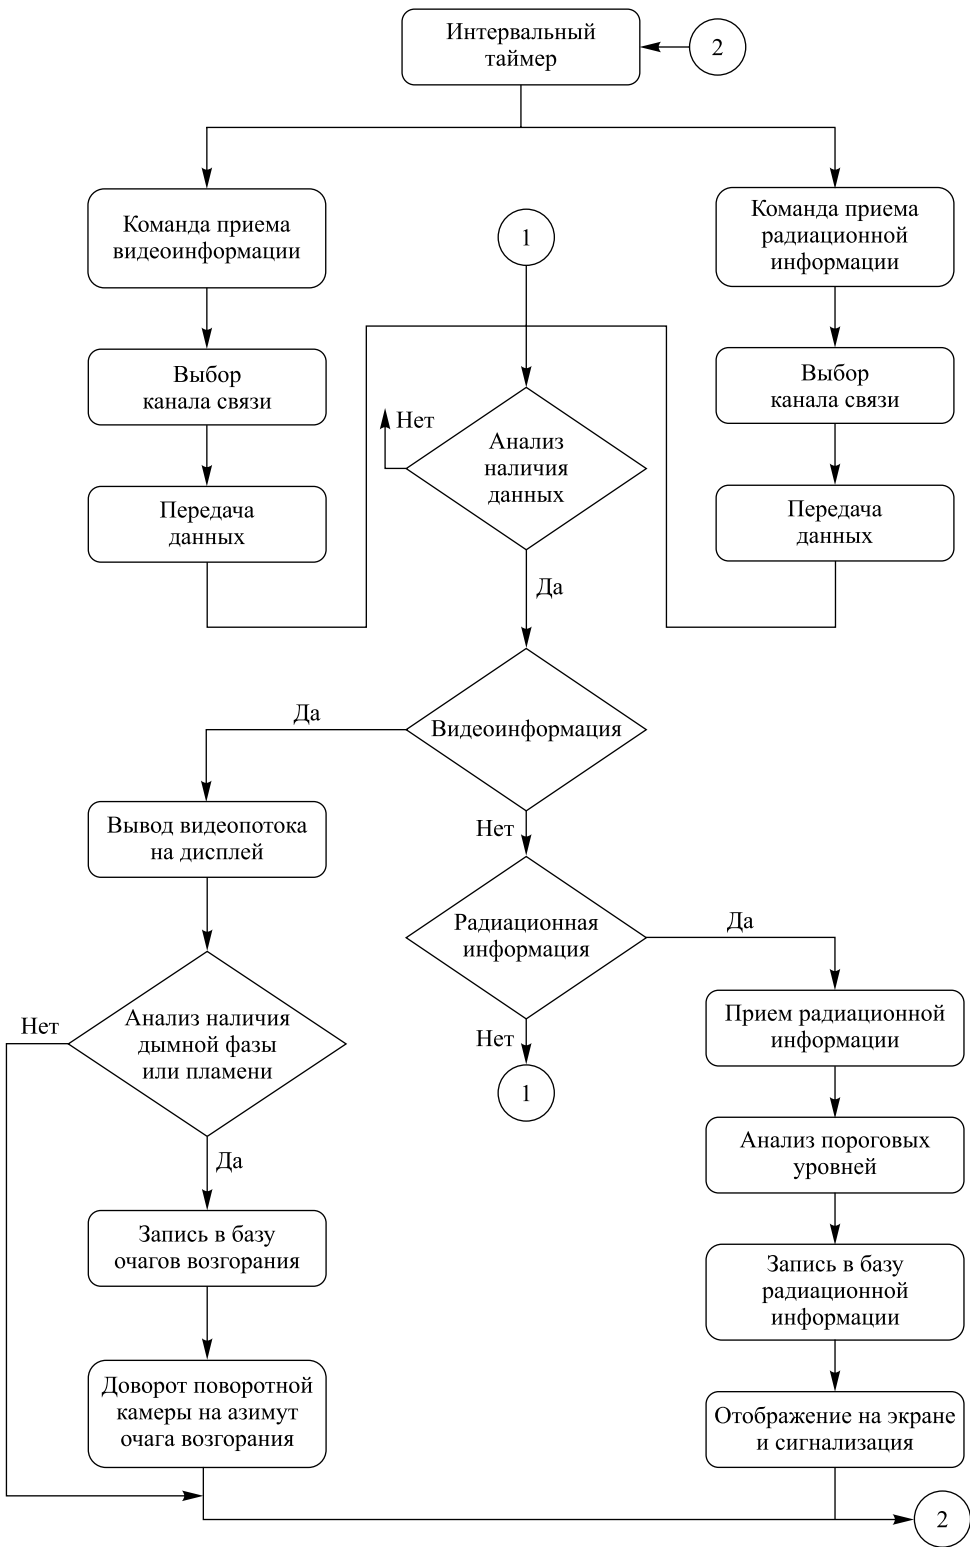 Интервальный
таймер
2
Команда приема
видеоинформации
1
Команда приема
радиационной
информации
Выбор
канала связи
Нет
Анализ
наличия
данных
Выбор
канала связи
Передача
данных
Передача
данных
Да
Видеоинформация
Да
Нет
Вывод видеопотока
на дисплей
Радиационная
информация
Да
Нет
Анализ наличия
дымной фазы
или пламени
Нет
1
Прием радиационной
информации
Да
Анализ пороговых
уровней
Запись в базу
очагов возгорания
Запись в базу
радиационной
информации
Доворот поворотной
камеры на азимут
очага возгорания
Отображение на экране
и сигнализация
2